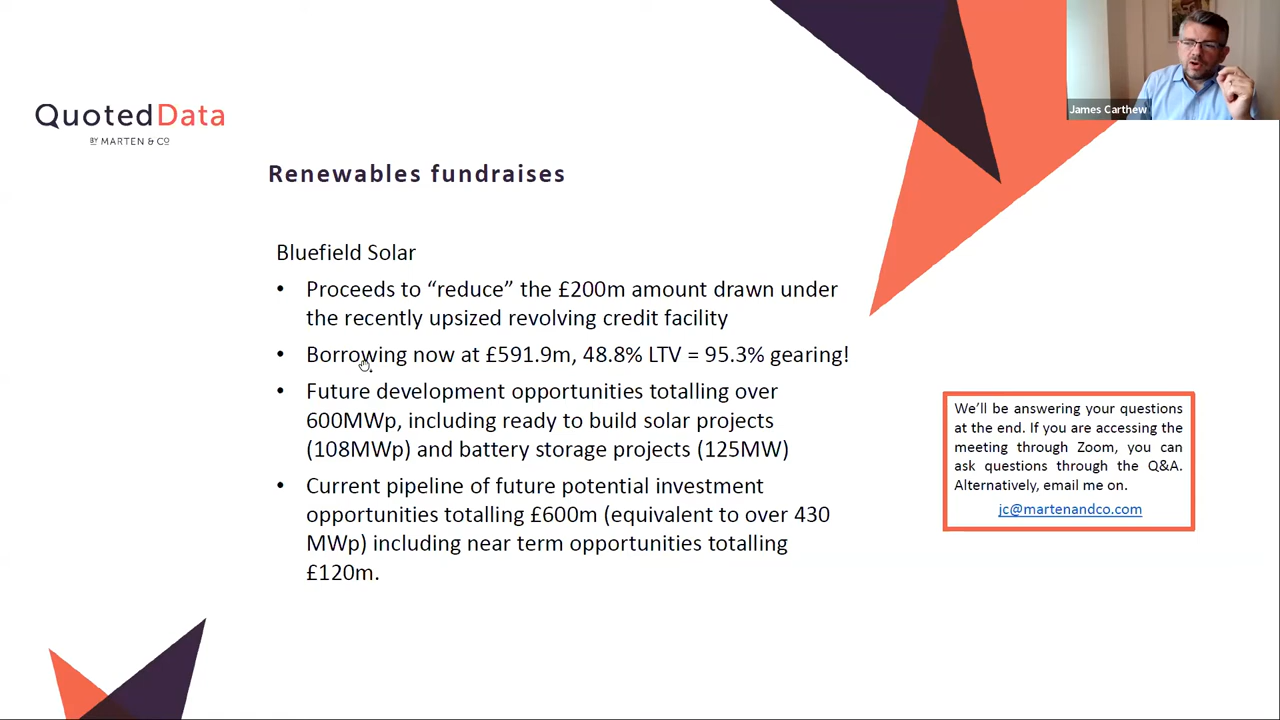 James Carthew
QuotedData
BY MARTEN & CO
Renewables fundraises
Bluefield Solar
• Proceeds to “reduce” the £200m amount drawn under
the recently upsized revolving credit facility
• Borrowing now at £591.9m, 48.8% LTV = 95.3% gearing!
• Future development opportunities totalling over
600MWp, including ready to build solar projects
(108MWp) and battery storage projects (125MW)
• Current pipeline of future potential investment
opportunities totalling £600m (equivalent to over 430
MWp) including near term opportunities totalling
£120m.
We’ll be answering your questions
at the end. If you are accessing the
meeting through Zoom, you can
ask questions through the Q&A.
Alternatively, email me on.
jc@martenandco.com